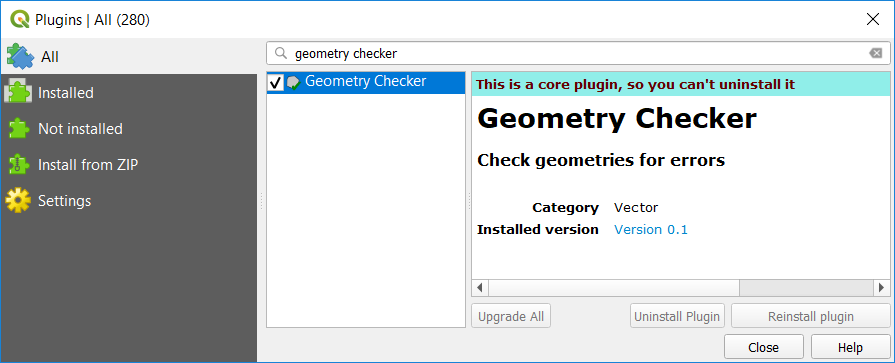 Plugins | All (280)
All
Installed
Not installed
Install from ZIP
Settings
geometry checker
Geometry Checker
This is a core plugin, so you can't uninstall it
Geometry Checker
Check geometries for errors
Category Vector
Installed version Version 0.1
Upgrade All Uninstall Plugin Reinstall plugin
Close Help